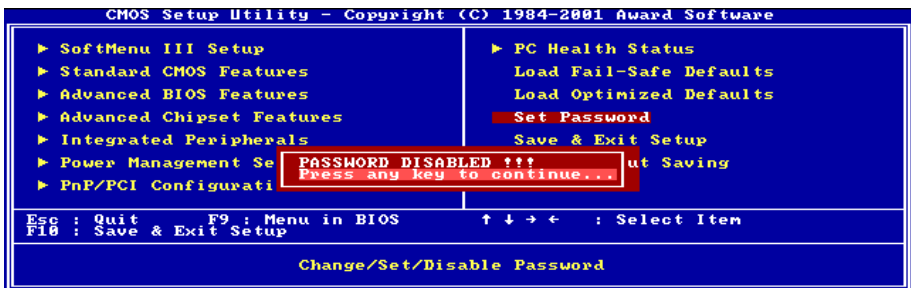 CMOS Setup Utility - Copyright (C) 1984-2001 Award Software
► SoftMenu III Setup
► Standard CMOS Features
► Advanced BIOS Features
► Advanced Chipset Features
► Integrated Peripherals
► Power Management Se
► PnP/PCI Configurati
► PC Health Status
Load Fail-Safe Defaults
Load Optimized Defaults
Set Password
Save & Exit Setup
ut Saving
PASSWORD DISABLED !!!
Press any key to continue...
Esc : Quit F9 : Menu in BIOS ↑ ↓ → ← : Select Item
F10 : Save & Exit Setup
Change/Set/Disable Password